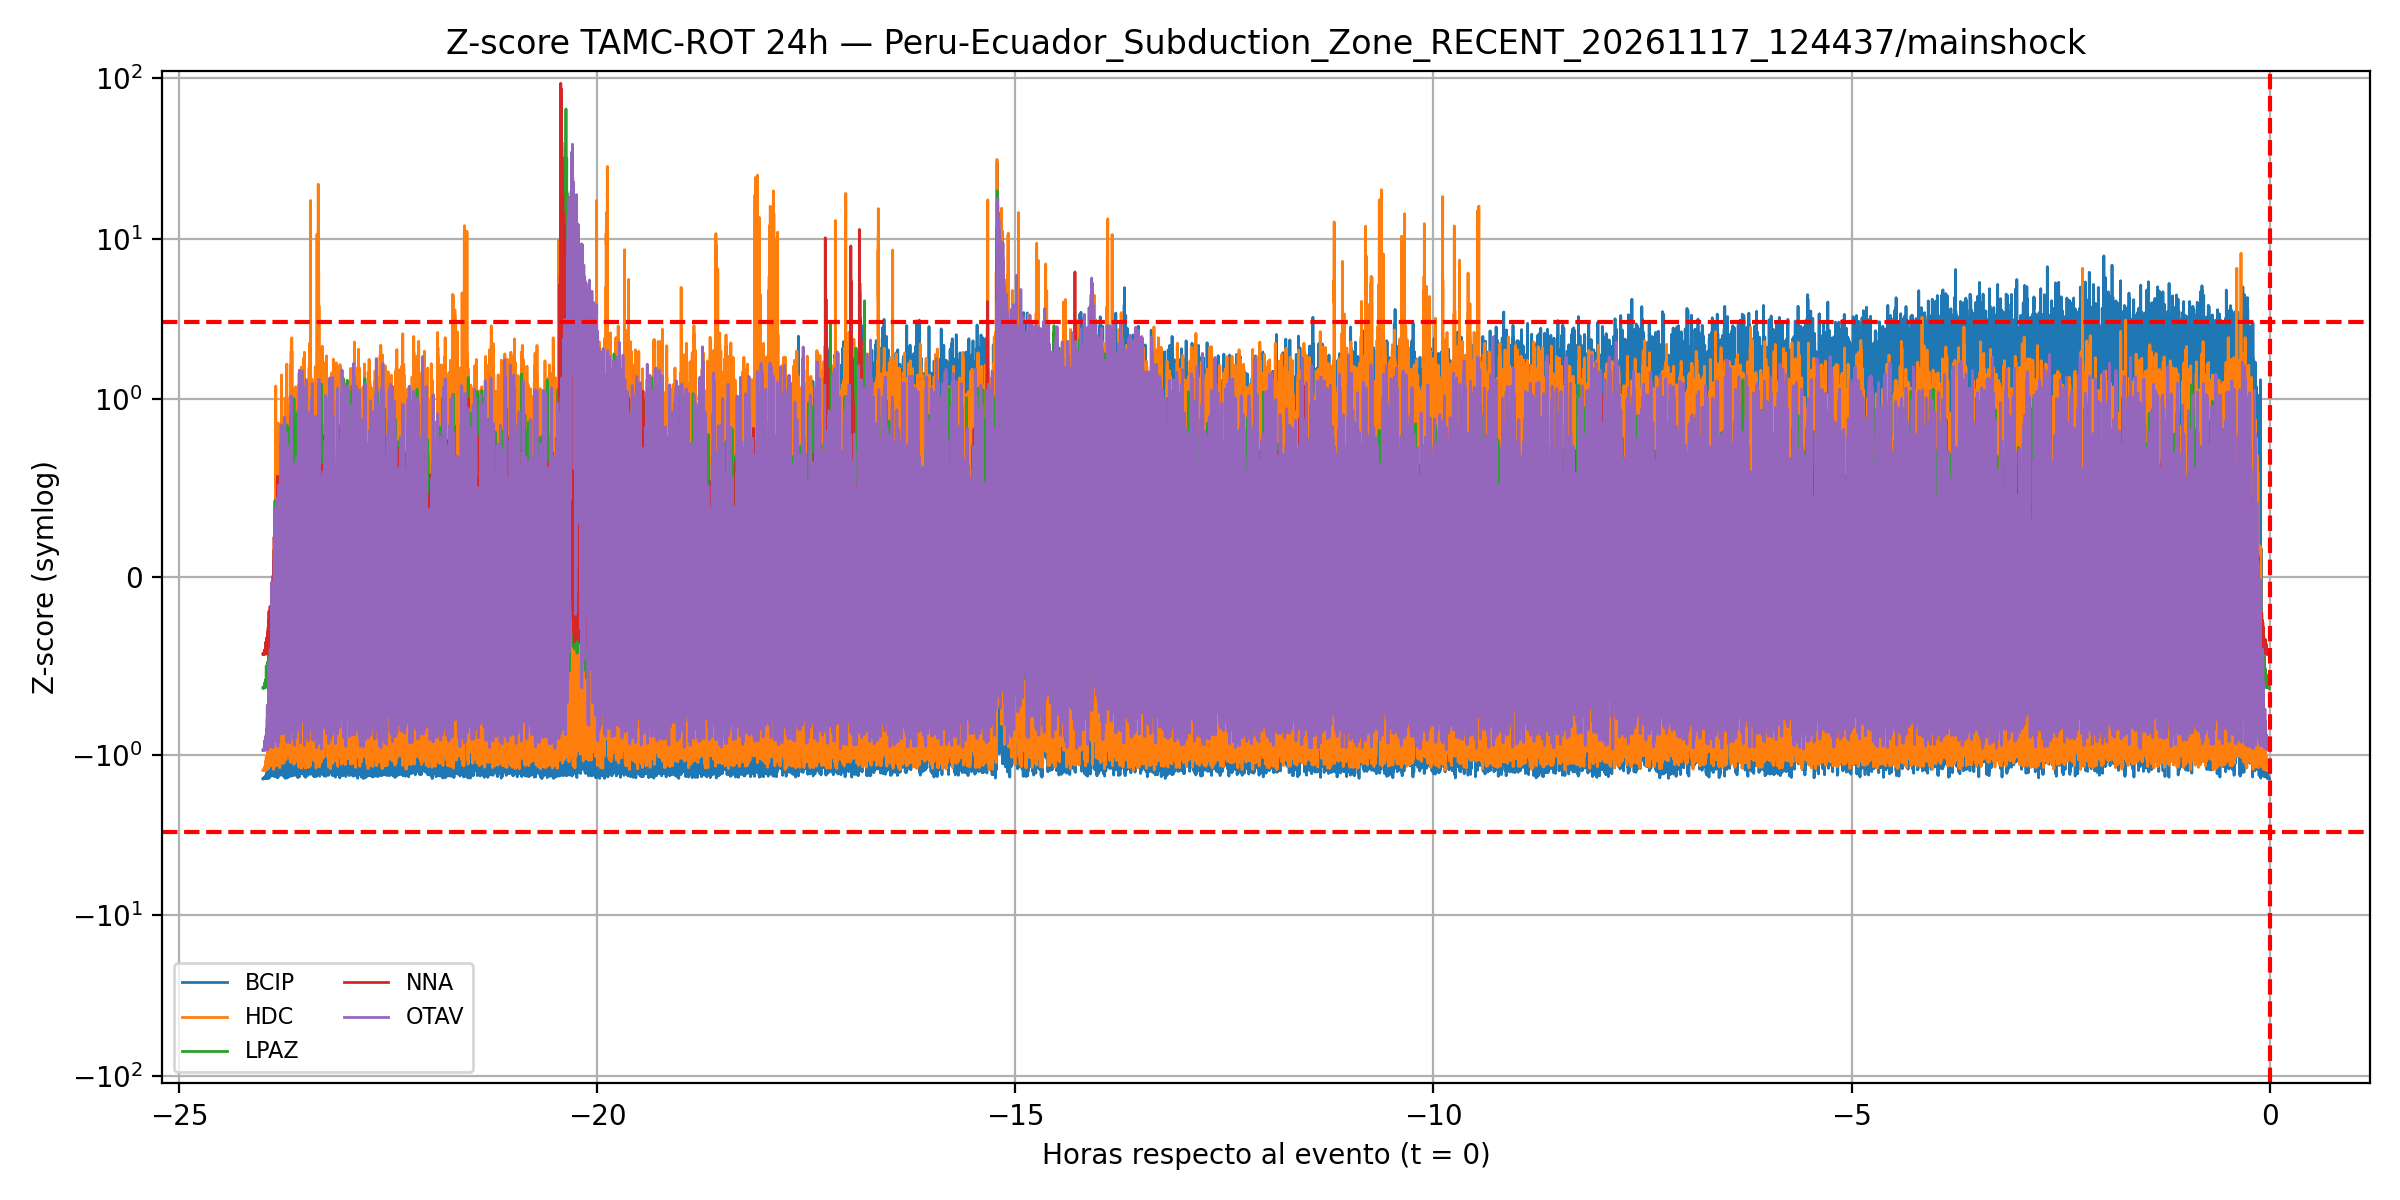 Z-score TAMC-ROT 24h — Peru-Ecuador_Subduction_Zone_RECENT_20261117_124437/mainshock
Z-score (symlog)
10²
10¹
10⁰
0
−10⁰
−10¹
−10²
BCIP
HDC
LPAZ
NNA
OTAV
−25
−20
−15
−10
−5
0
Horas respecto al evento (t = 0)